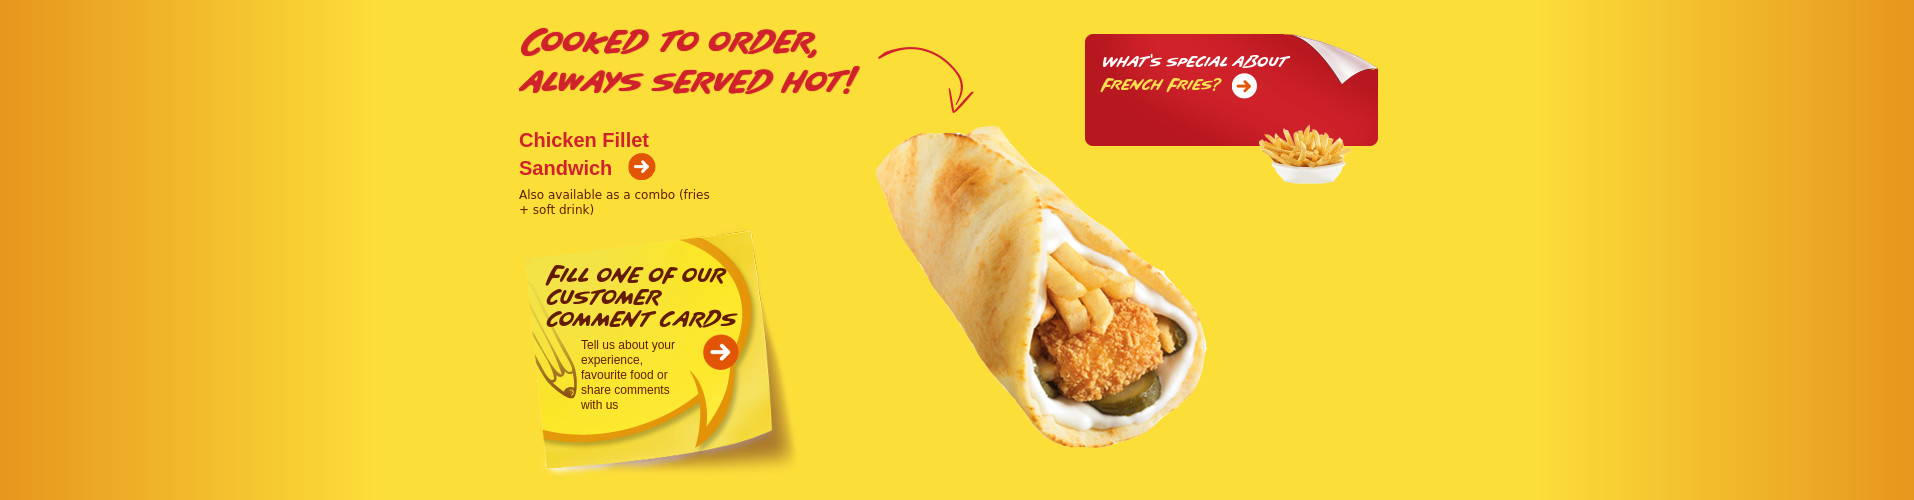 COOKED TO ORDER,
ALWAYS SERVED HOT!
Chicken Fillet
Sandwich
Also available as a combo (fries
+ soft drink)
FILL ONE OF OUR
CUSTOMER
COMMENT CARDS
Tell us about your
experience,
favourite food or
share comments
with us
WHAT'S SPECIAL ABOUT
FRENCH FRIES?